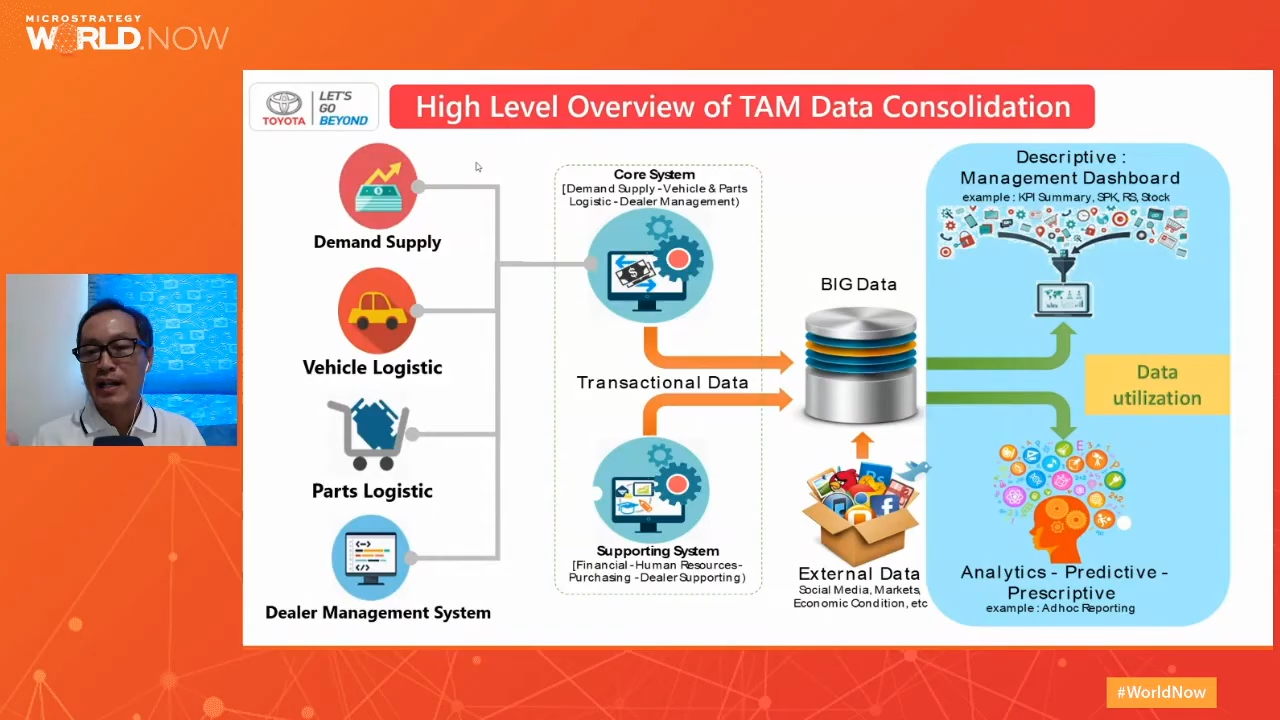 MICROSTRATEGY
WORLD.NOW
TOYOTA
LET'S
GO
BEYOND
High Level Overview of TAM Data Consolidation
Demand Supply
Vehicle Logistic
Parts Logistic
Dealer Management System
Core System
[Demand Supply - Vehicle & Parts
Logistic - Dealer Management)
Transactional Data
Supporting System
[Financial - Human Resources -
Purchasing - Dealer Supporting)
BIG Data
External Data
Social Media, Markets,
Economic Condition, etc
Descriptive :
Management Dashboard
example : KPI Summary, SPK, RS, Stock
Data
utilization
Analytics - Predictive -
Prescriptive
example : Adhoc Reporting
#WorldNow